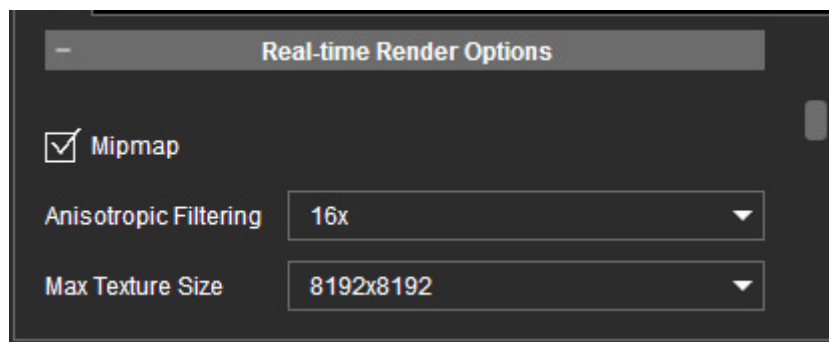 Real-time Render Options
Mipmap
Anisotropic Filtering 16x
Max Texture Size 8192x8192